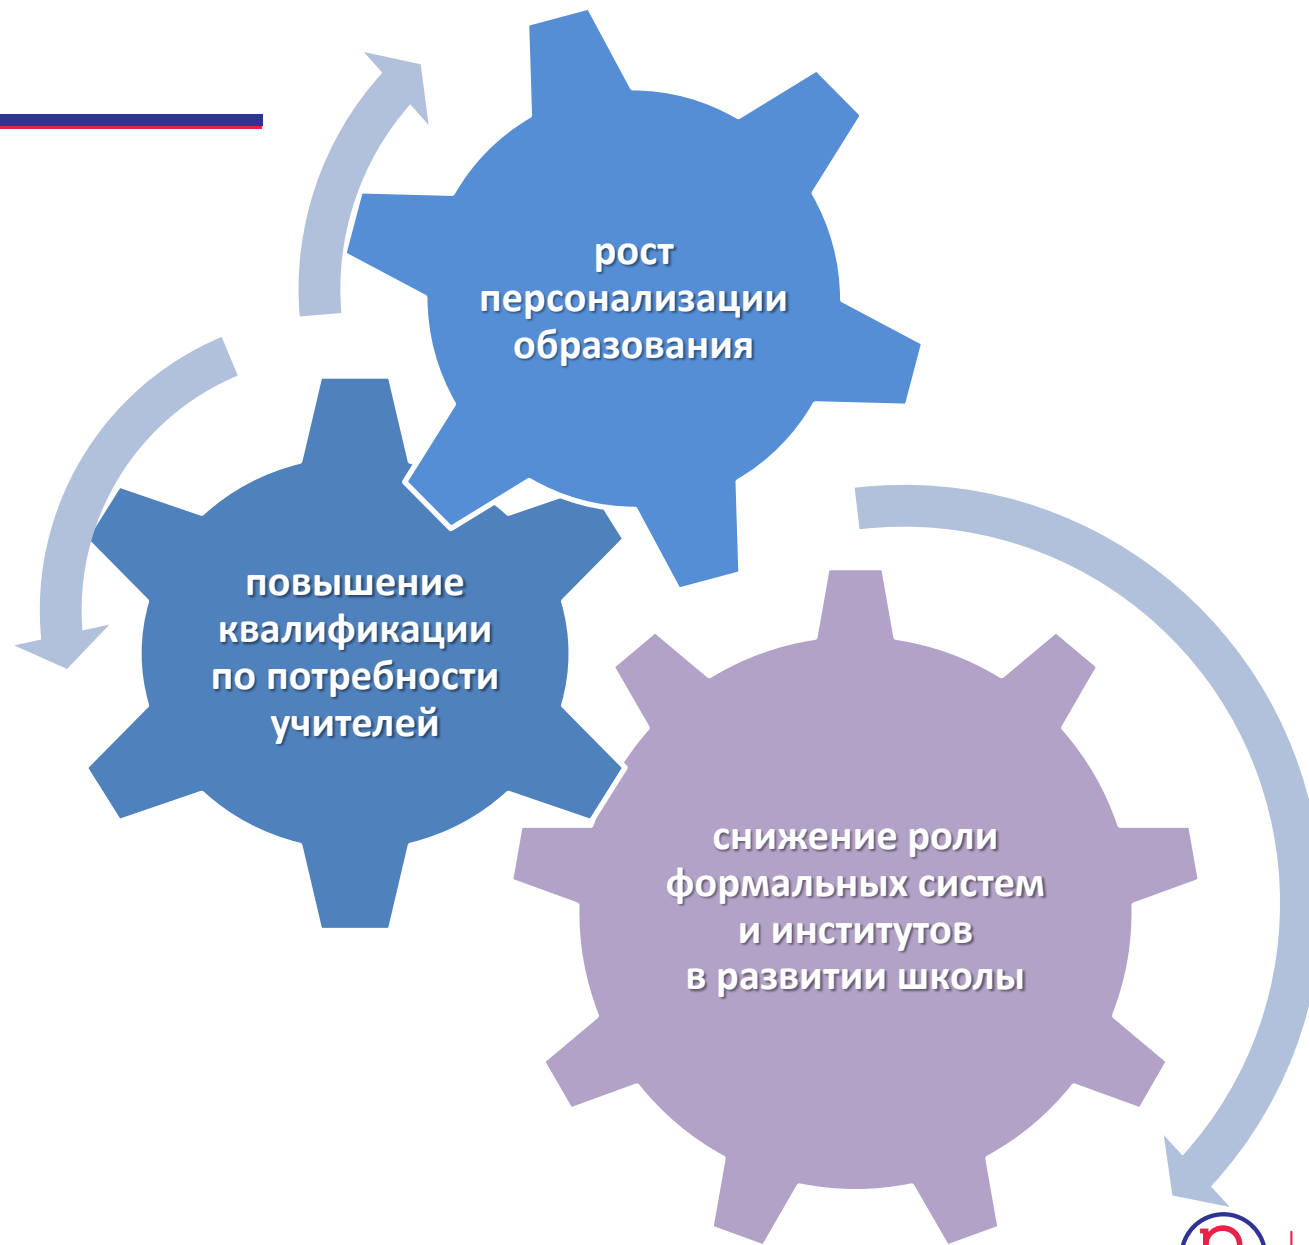 рост
персонализации
образования
повышение
квалификации
по потребности
учителей
снижение роли
формальных систем
и институтов
в развитии школы